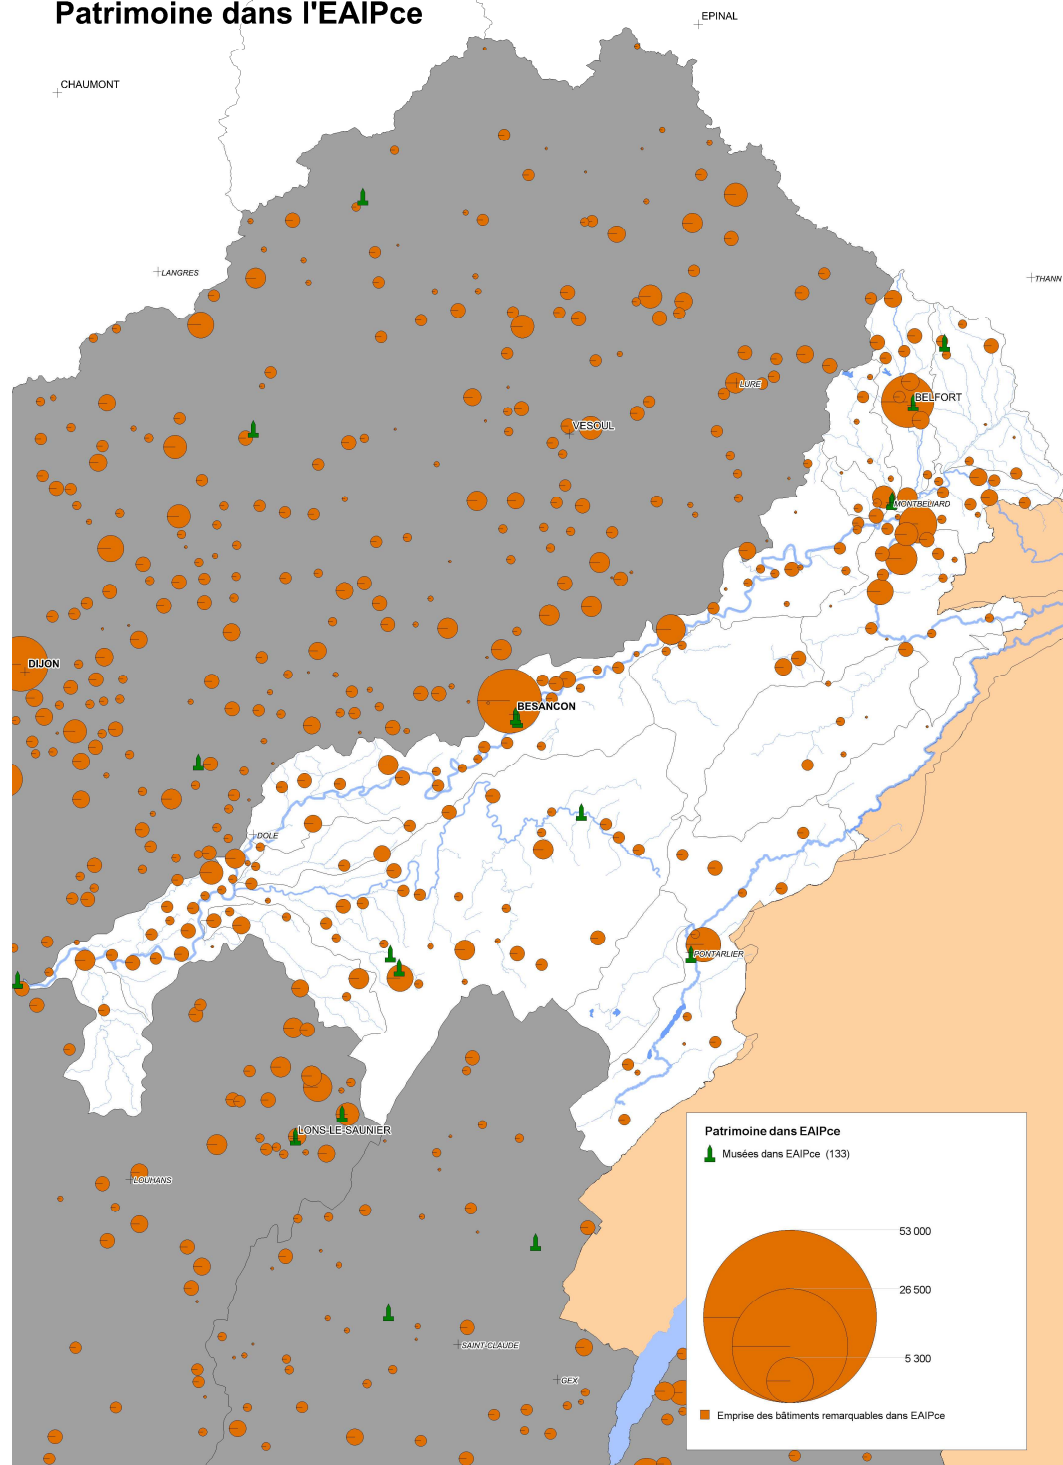 Patrimoine dans l'EAIPce
EPINAL
CHAUMONT
LANGRES
THANN
LURE
BELFORT
VESOUL
MONTBELIARD
DIJON
BESANCON
DOLE
PONTARLIER
LONS-LE-SAUNIER
LOUHANS
SAINT-CLAUDE
GEX
Patrimoine dans EAIPce
Musées dans EAIPce (133)
53 000
26 500
5 300
Emprise des bâtiments remarquables dans EAIPce